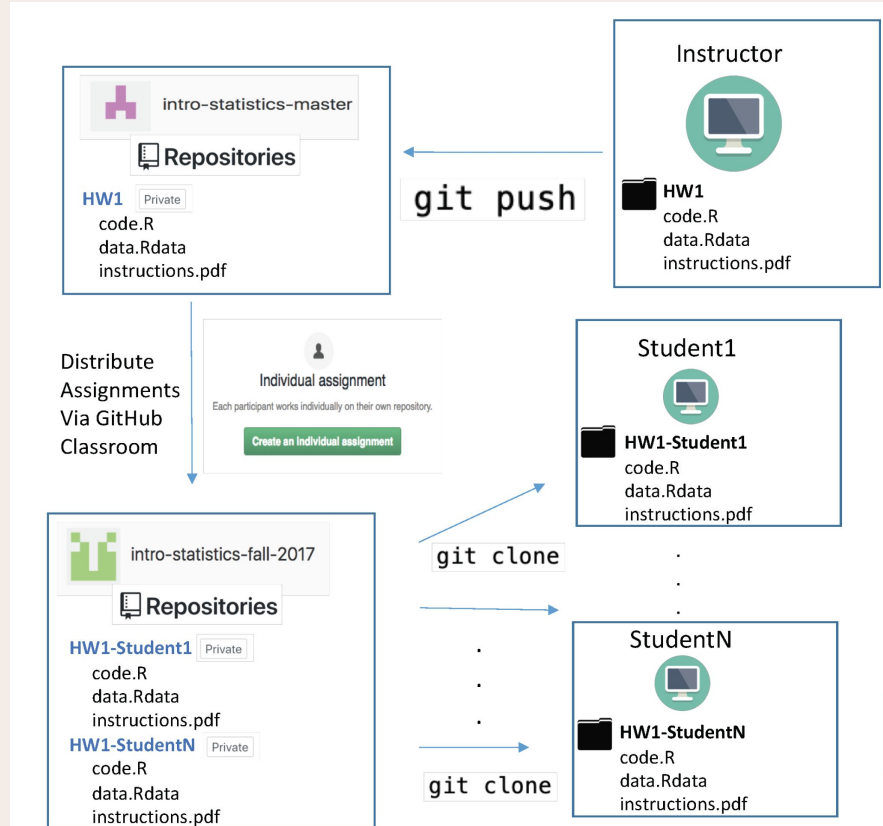 Instructor
HW1
code.R
data.Rdata
instructions.pdf
git push
intro-statistics-master
Repositories
HW1 Private
code.R
data.Rdata
instructions.pdf
Distribute
Assignments
Via GitHub
Classroom
Individual assignment
Each participant works individually on their own repository.
Create an individual assignment
intro-statistics-fall-2017
Repositories
HW1-Student1 Private
code.R
data.Rdata
instructions.pdf
HW1-StudentN Private
code.R
data.Rdata
instructions.pdf
git clone
Student1
HW1-Student1
code.R
data.Rdata
instructions.pdf
.
.
.
.
.
.
git clone
StudentN
HW1-StudentN
code.R
data.Rdata
instructions.pdf